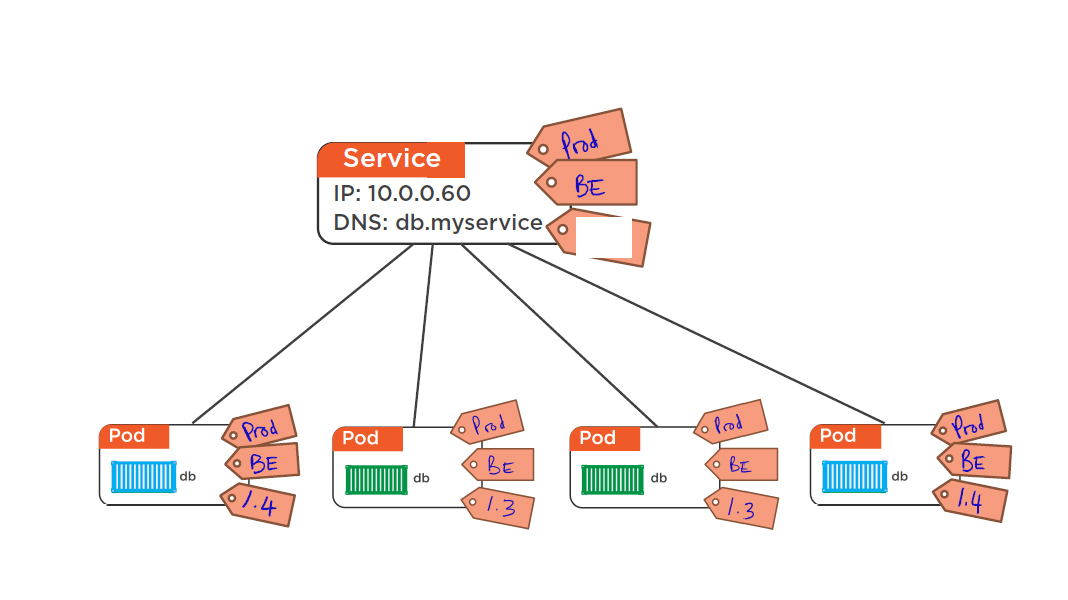 Service
IP: 10.0.0.60
DNS: db.myservice
Prod
BE
Pod
db
Prod
BE
1.4
Pod
db
Prod
BE
1.3
Pod
db
Prod
BE
1.3
Pod
db
Prod
BE
1.4